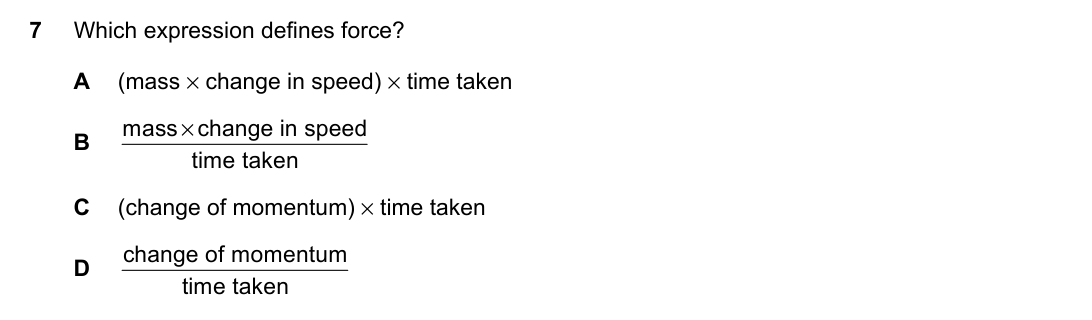 7 Which expression defines force?
A (mass × change in speed) × time taken
B mass × change in speed
time taken
C (change of momentum) × time taken
D change of momentum
time taken